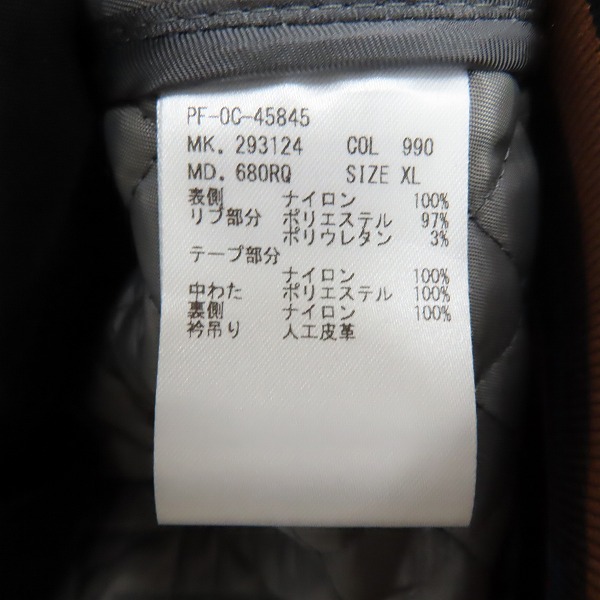 PF-OC-45845
MK. 293124 COL 990
MD. 680RQ SIZE XL
表側 ナイロン 100%
リブ部分 ポリエステル 97%
ポリウレタン 3%
テープ部分
ナイロン 100%
中わた ポリエステル 100%
裏側 ナイロン 100%
衿吊り 人工皮革